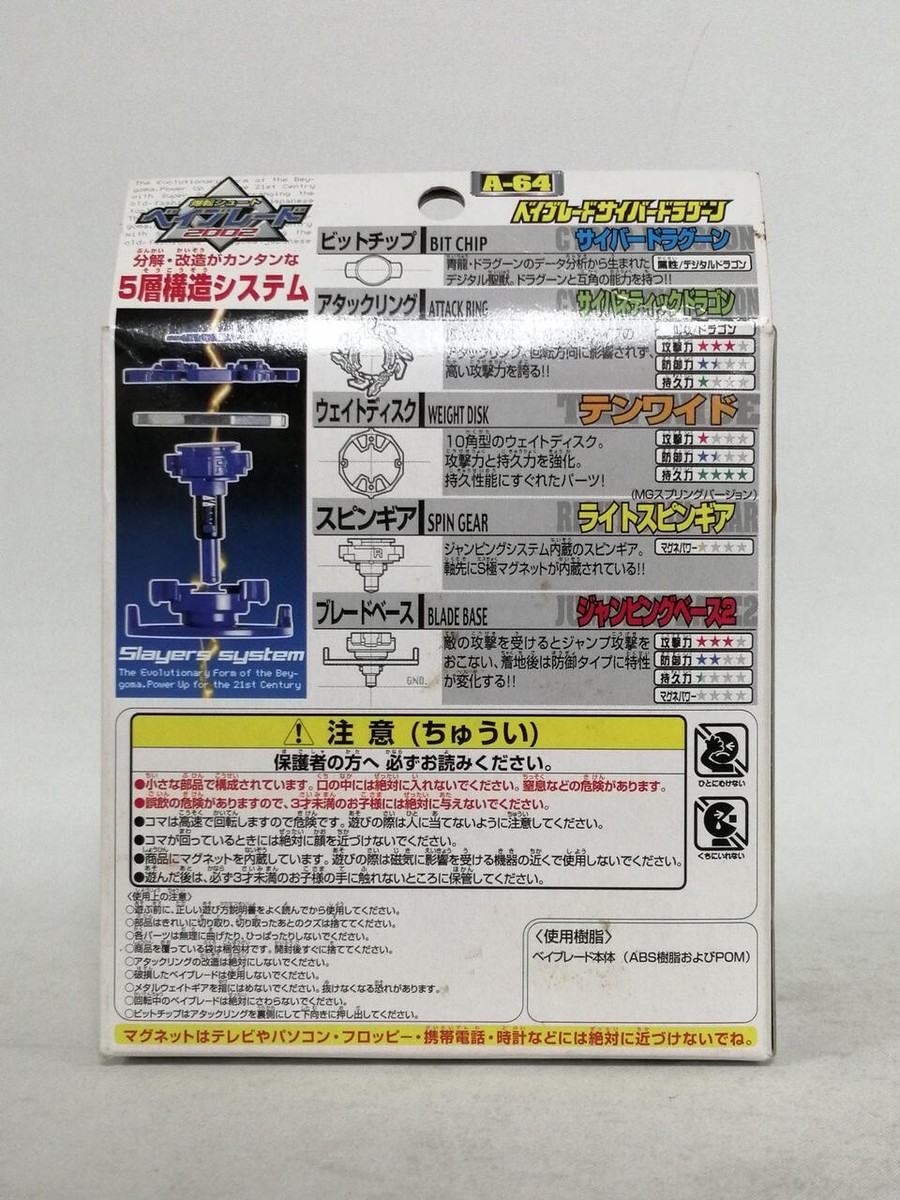 A-64
爆転シュート
ベイブレード
2002
ベイブレードサイバードラグーン
分解・改造がカンタンな
5層構造システム
ビットチップ BIT CHIP サイバードラグーン
青龍・ドラグーンのデータ分析から生まれた
デジタル聖獣。ドラグーンと互角の能力を持つ!!
属性/デジタルドラゴン
アタックリング ATTACK RING サイバネティックドラゴン
アタックリング。回転方向に影響されず、
高い攻撃力を誇る!!
形状/ドラゴン
攻撃力 ★★★★
防御力 ★★★★
持久力 ★★★★
ウェイトディスク WEIGHT DISK テンワイド
10角型のウェイトディスク。
攻撃力と持久力を強化。
持久性能にすぐれたパーツ!
攻撃力 ★★★★
防御力 ★★★★
持久力 ★★★★
(MGスプリングバージョン)
スピンギア SPIN GEAR ライトスピンギア
ジャンピングシステム内蔵のスピンギア。
軸先にS極マグネットが内蔵されている!!
マグネパワー ★★★★
ブレードベース BLADE BASE ジャンピングベース2
敵の攻撃を受けるとジャンプ攻撃を
おこない、着地後は防御タイプに特性
が変化する!!
攻撃力 ★★★★
防御力 ★★★★
持久力 ★★★★
マグネパワー ★★★★
GND.
Slayers system
The Evolutionary Form of the Bey-
goma.Power Up for the 21st Century
注意(ちゅうい)
保護者の方へ 必ずお読みください。
●小さな部品で構成されています。口の中には絶対に入れないでください。窒息などの危険があります。
●誤飲の危険がありますので、3才未満のお子様には絶対に与えないでください。
●コマは高速で回転しますので危険です。遊びの際は人に当てないように注意してください。
●コマが回っているときには絶対に顔を近づけないでください。
●商品にマグネットを内蔵しています。遊びの際は磁気に影響を受ける機器の近くで使用しないでください。
●遊んだ後は、必ず3才未満のお子様の手に触れないところに保管してください。
ひとにむけない
くちにいれない
〈使用上の注意〉
○遊ぶ前に、正しい遊び方説明書をよく読んでから使用してください。
○部品はきれいに切り取り、切り取ったあとのクズは捨ててください。
○各パーツは無理に曲げたり、ひっぱったりしないでください。
○商品を覆っている袋は梱包材です。開封後すぐに捨ててください。
○アタックリングの改造は絶対にしないでください。
○破損したベイブレードは使用しないでください。
○メタルウェイトギアを指にはめないでください。抜けなくなる恐れがあります。
○回転中のベイブレードは絶対にさわらないでください。
○ビットチップはアタックリングを裏側にして下向きに押し出してください。
〈使用樹脂〉
ベイブレード本体(ABS樹脂およびPOM)
マグネットはテレビやパソコン・フロッピー・携帯電話・時計などには絶対に近づけないでね。